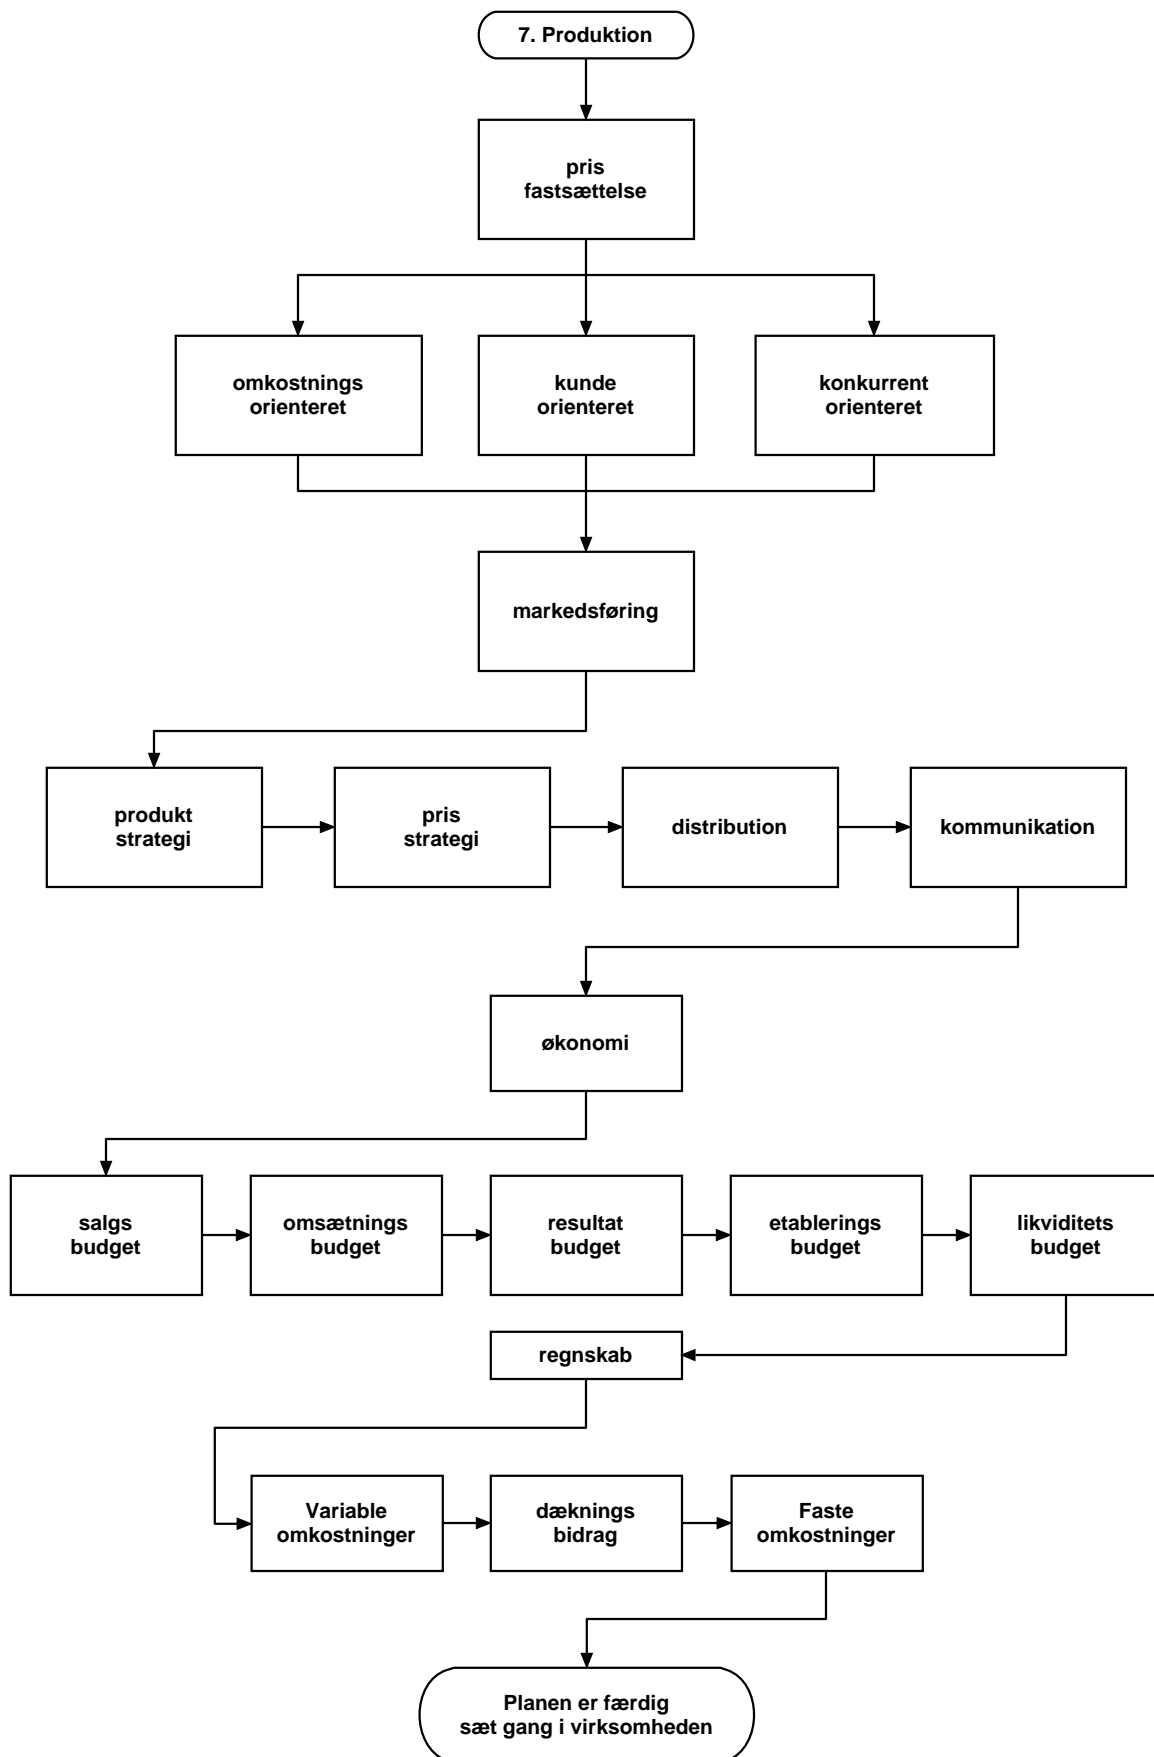 7. Produktion
pris
fastsættelse
omkostnings
orienteret
kunde
orienteret
konkurrent
orienteret
markedsføring
produkt
strategi
pris
strategi
distribution
kommunikation
økonomi
salgs
budget
omsætnings
budget
resultat
budget
etablerings
budget
likviditets
budget
regnskab
Variable
omkostninger
dæknings
bidrag
Faste
omkostninger
Planen er færdig
sæt gang i virksomheden